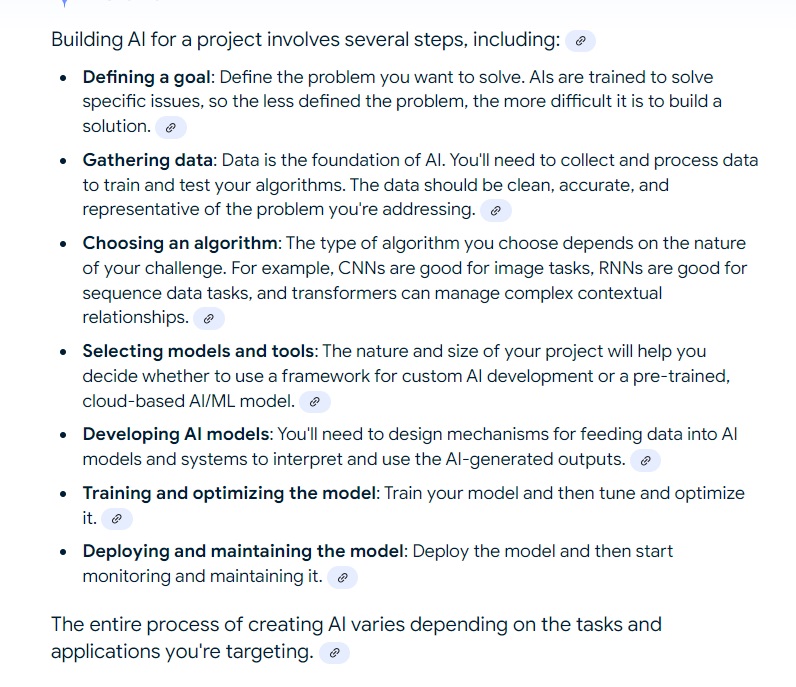 Building AI for a project involves several steps, including:
• Defining a goal: Define the problem you want to solve. AIs are trained to solve
specific issues, so the less defined the problem, the more difficult it is to build a
solution.
• Gathering data: Data is the foundation of AI. You'll need to collect and process data
to train and test your algorithms. The data should be clean, accurate, and
representative of the problem you're addressing.
• Choosing an algorithm: The type of algorithm you choose depends on the nature
of your challenge. For example, CNNs are good for image tasks, RNNs are good for
sequence data tasks, and transformers can manage complex contextual
relationships.
• Selecting models and tools: The nature and size of your project will help you
decide whether to use a framework for custom AI development or a pre-trained,
cloud-based AI/ML model.
• Developing AI models: You'll need to design mechanisms for feeding data into AI
models and systems to interpret and use the AI-generated outputs.
• Training and optimizing the model: Train your model and then tune and optimize
it.
• Deploying and maintaining the model: Deploy the model and then start
monitoring and maintaining it.
The entire process of creating AI varies depending on the tasks and
applications you're targeting.